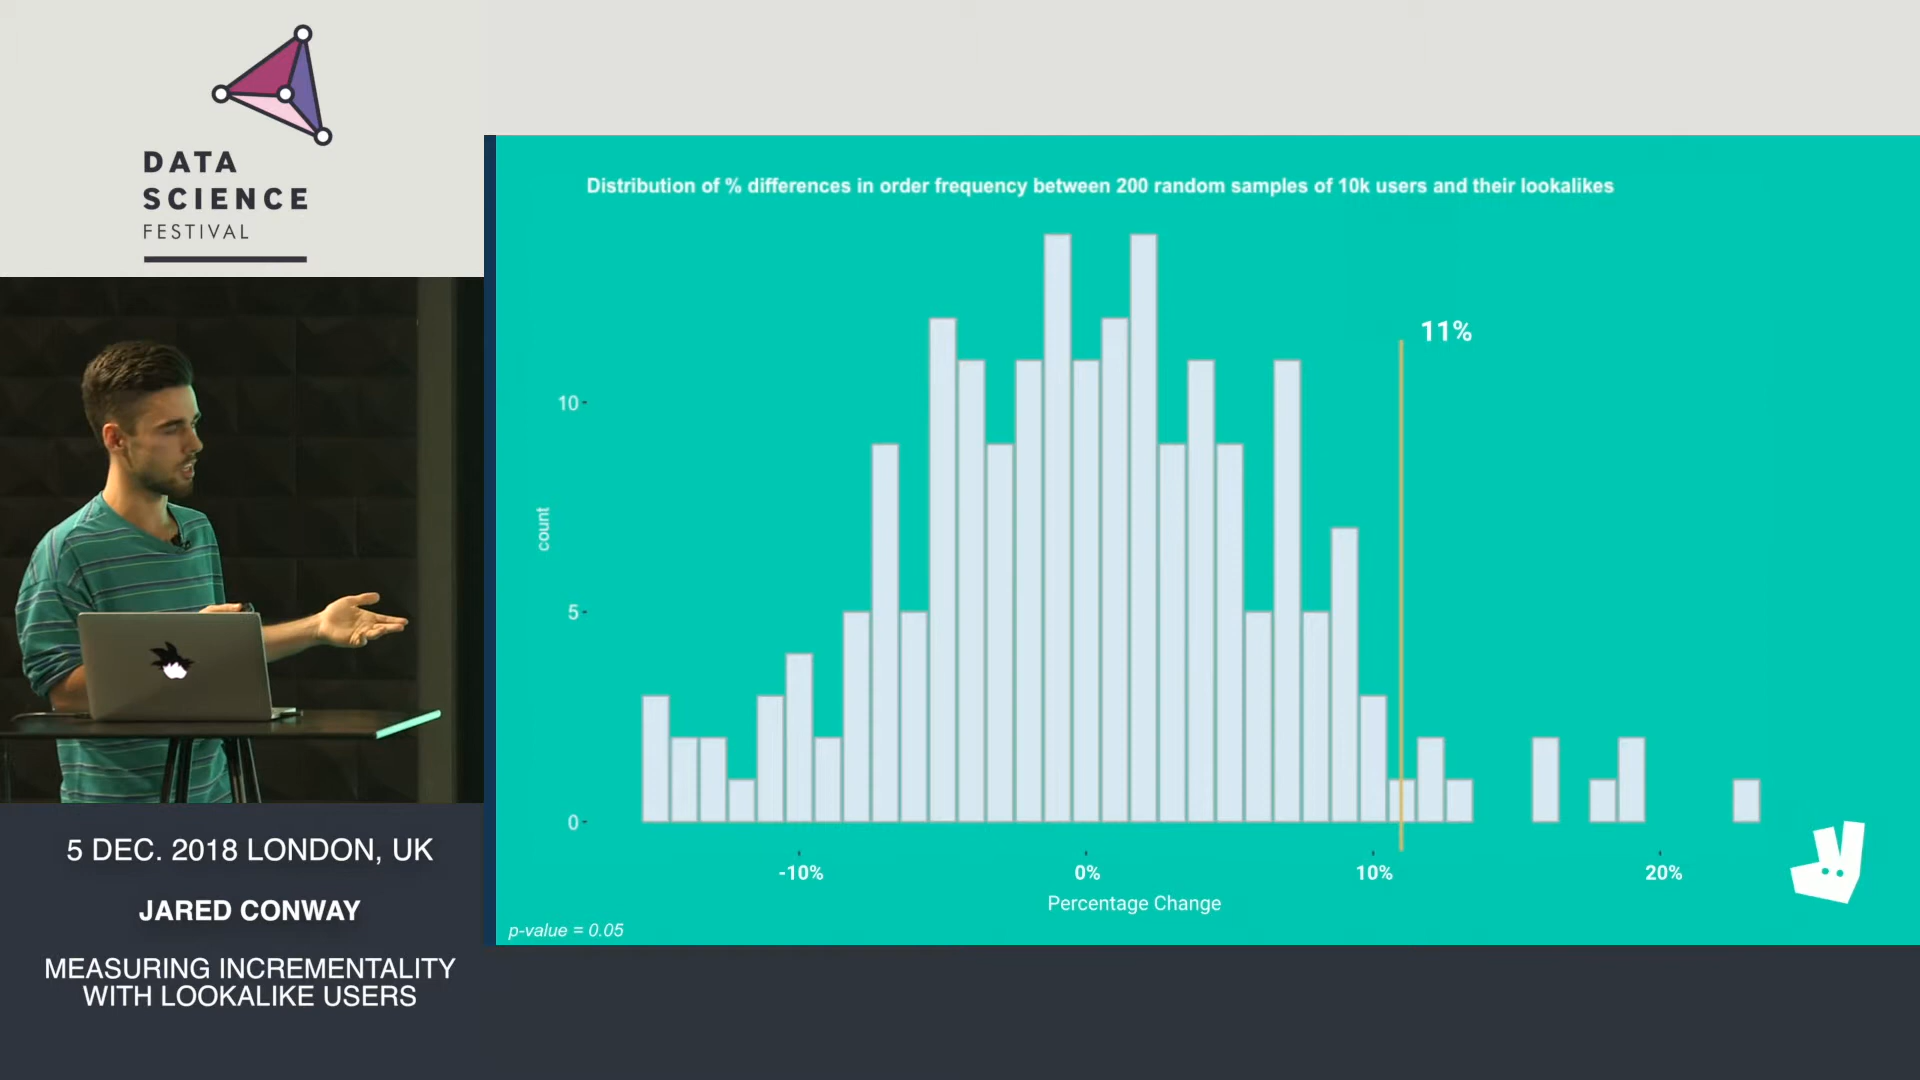 DATA
SCIENCE
FESTIVAL
5 DEC. 2018 LONDON, UK
JARED CONWAY
MEASURING INCREMENTALITY
WITH LOOKALIKE USERS
Distribution of % differences in order frequency between 200 random samples of 10k users and their lookalikes
11%
count
10
5
0
-10%
0%
10%
20%
Percentage Change
p-value = 0.05